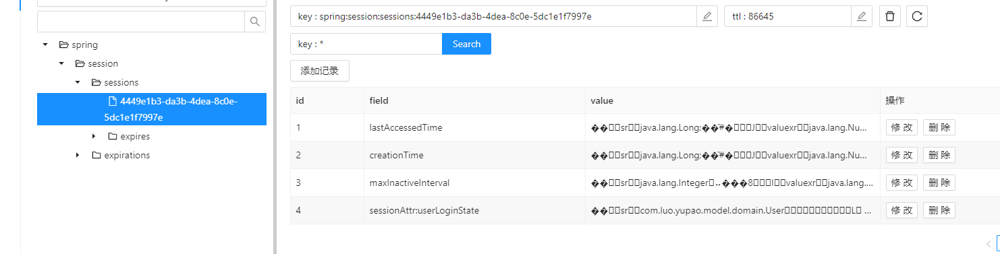 key : spring:session:sessions:4449e1b3-da3b-4dea-8c0e-5dc1e1f7997e
ttl : 86645
key : *
Search
添加记录
spring
session
sessions
4449e1b3-da3b-4dea-8c0e-
5dc1e1f7997e
expires
expirations
id field value 操作
1 lastAccessedTime ��□□sr□□java.lang.Long;��̃#�□□□J□□valuexr□□java.lang.Nu... 修 改 删 除
2 creationTime ��□□sr□□java.lang.Long;��̃#�□□□J□□valuexr□□java.lang.Nu... 修 改 删 除
3 maxInactiveInterval ��□□sr□□java.lang.Integer□⠠���8□□□I□□valuexr□□java.lang.... 修 改 删 除
4 sessionAttr:userLoginState ��□□sr□□com.luo.yupao.model.domain.User□□□□□□□□□□□L□ ... 修 改 删 除